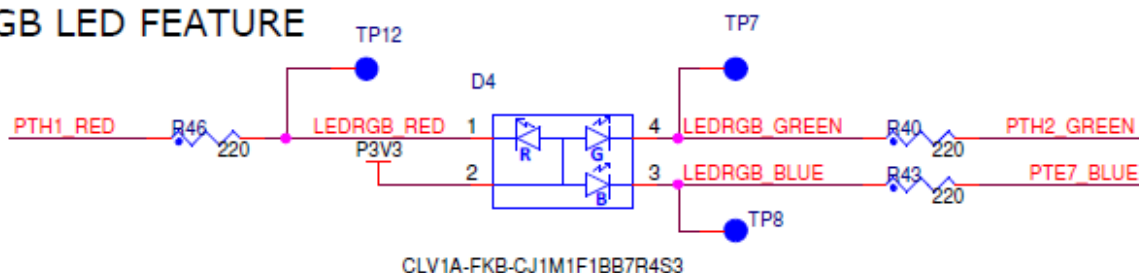 GB LED FEATURE
TP12
TP7
D4
PTH1_RED
R46
220
LEDRGB_RED
1
4
LEDRGB_GREEN
R40
220
PTH2_GREEN
P3V3
R
G
2
3
LEDRGB_BLUE
R43
220
PTE7_BLUE
B
TP8
CLV1A-FKB-CJ1M1F1BB7R4S3